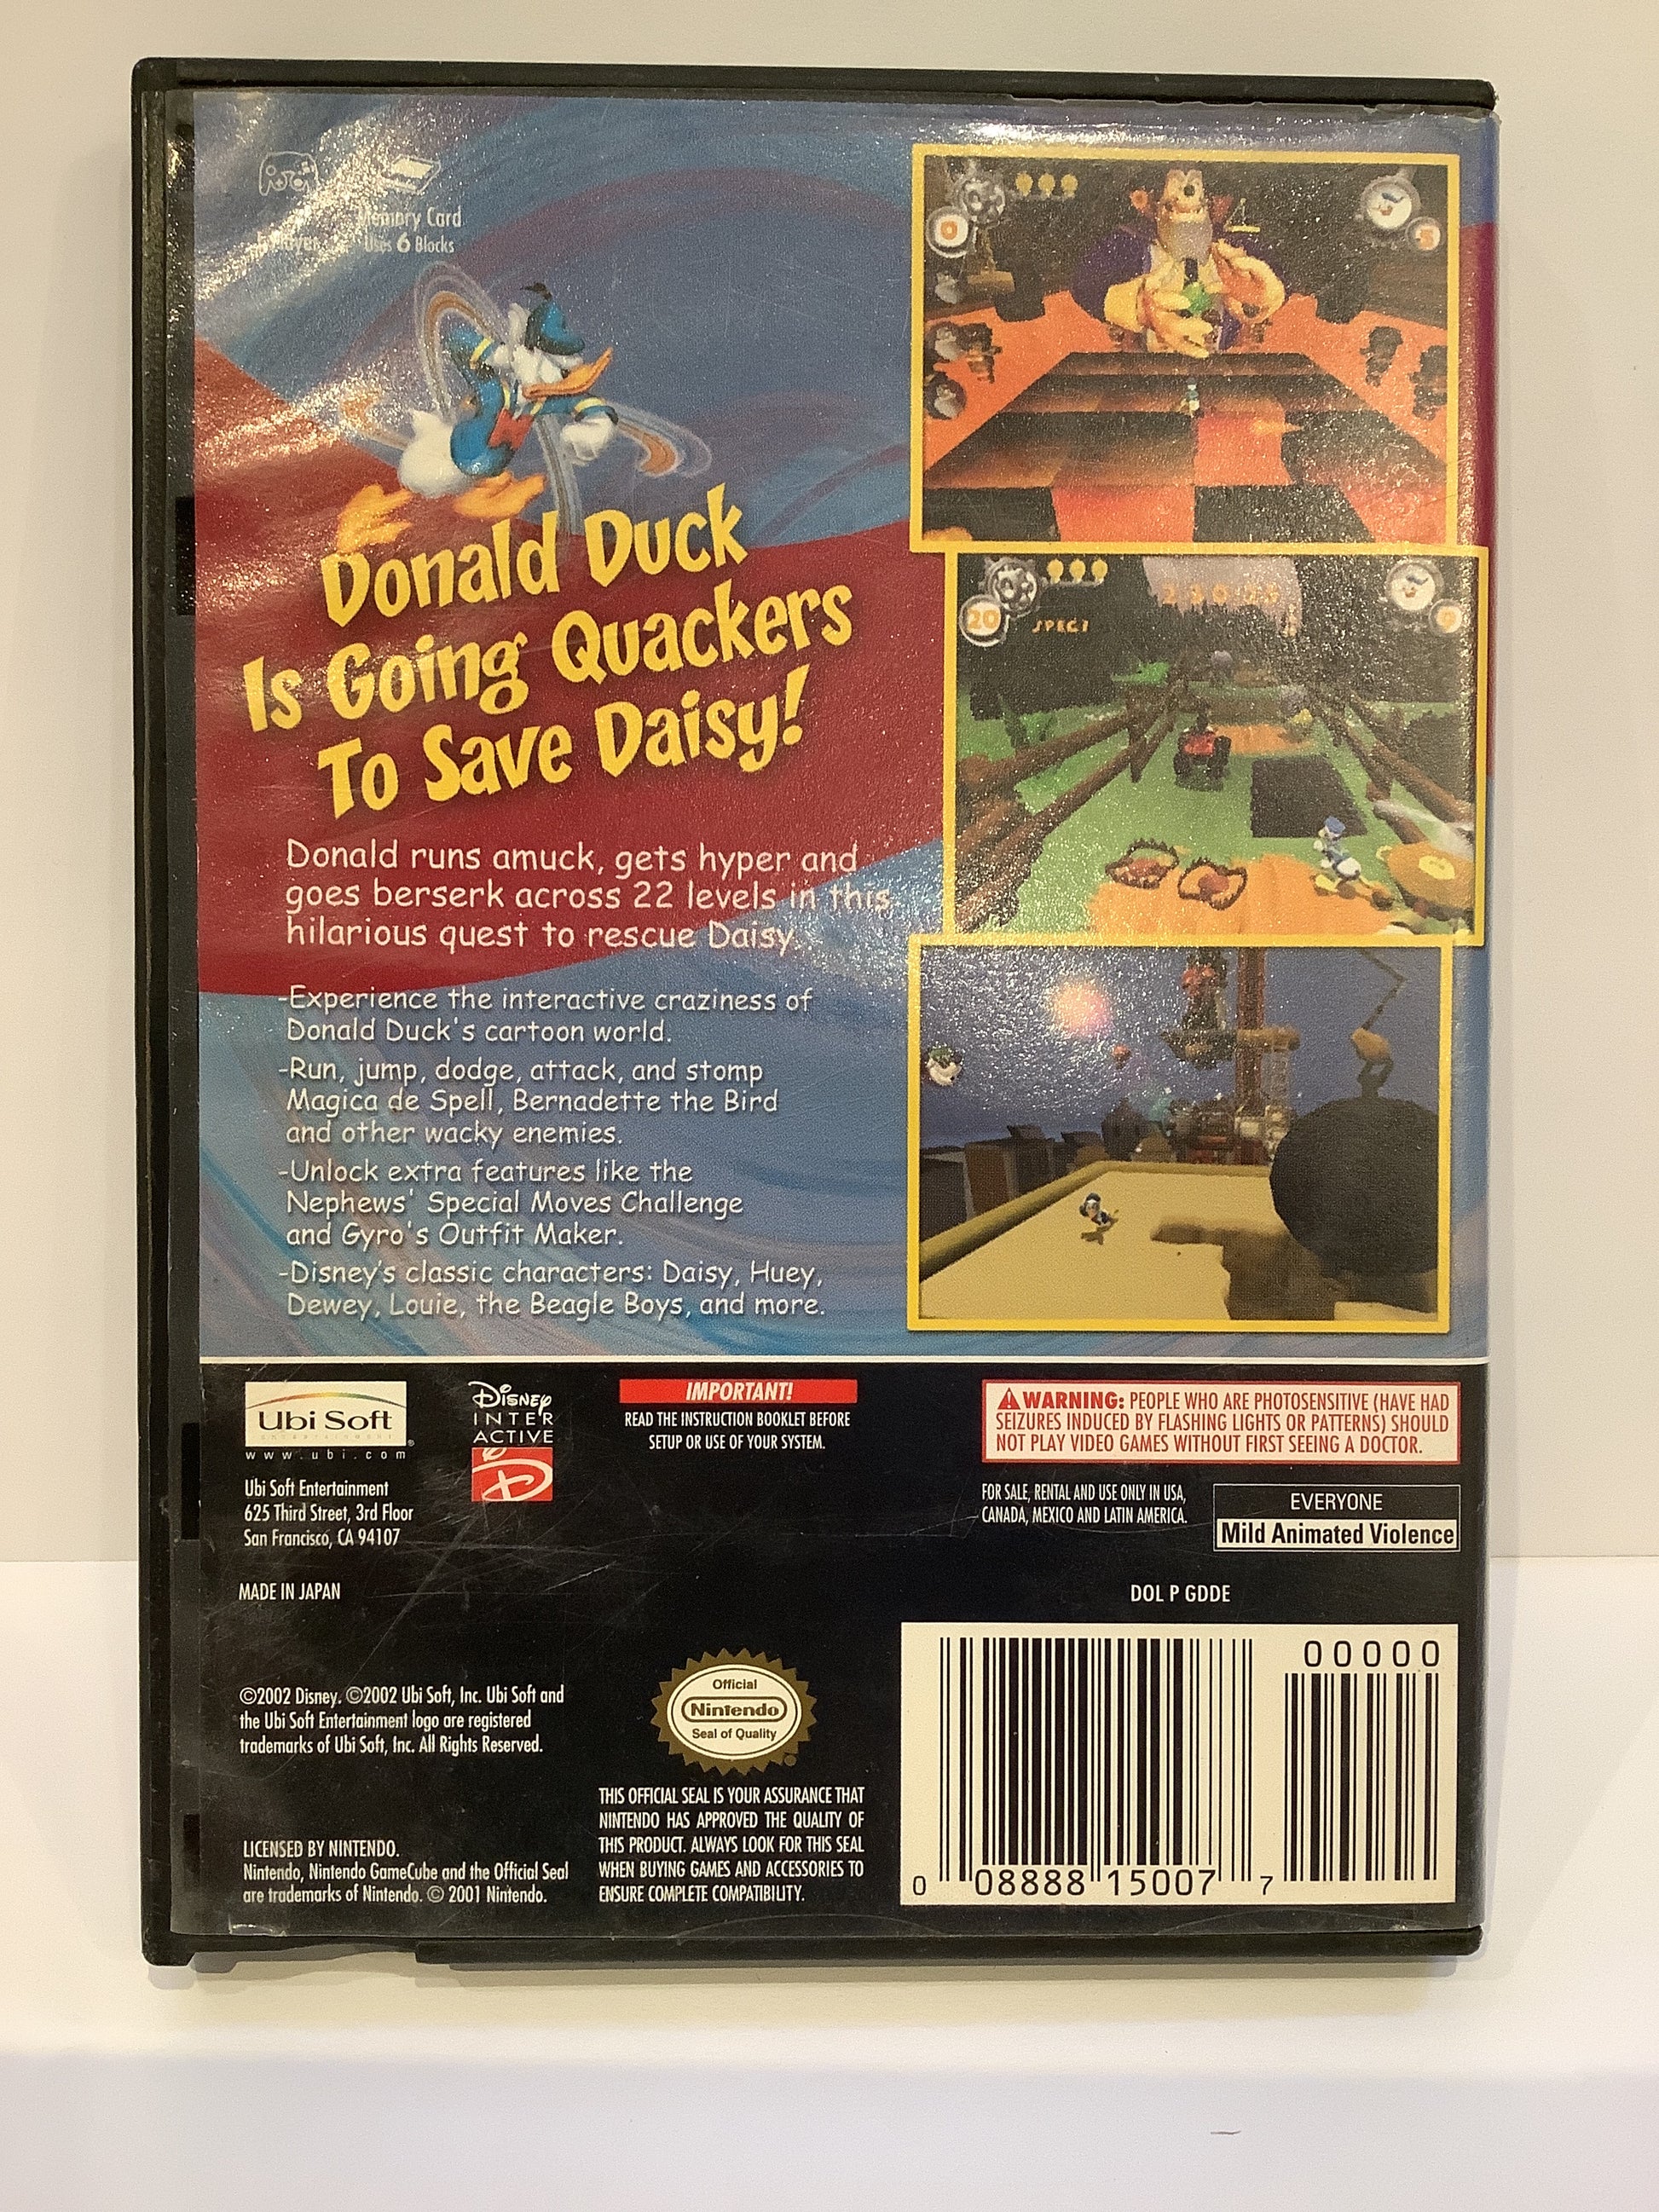 Memory Card
Uses 6 Blocks
Donald Duck
Is Going Quackers
To Save Daisy!
Donald runs amuck, gets hyper and
goes berserk across 22 levels in this
hilarious quest to rescue Daisy.
-Experience the interactive craziness of
Donald Duck's cartoon world.
-Run, jump, dodge, attack, and stomp
Magica de Spell, Bernadette the Bird
and other wacky enemies.
-Unlock extra features like the
Nephews' Special Moves Challenge
and Gyro's Outfit Maker.
-Disney's classic characters: Daisy, Huey,
Dewey, Louie, the Beagle Boys, and more.
0
20
SPECI
9
Ubi Soft
ENTERTAINMENT
www.ubi.com
Ubi Soft Entertainment
625 Third Street, 3rd Floor
San Francisco, CA 94107
MADE IN JAPAN
Disney
INTER
ACTIVE
D
IMPORTANT!
READ THE INSTRUCTION BOOKLET BEFORE
SETUP OR USE OF YOUR SYSTEM.
WARNING: PEOPLE WHO ARE PHOTOSENSITIVE (HAVE HAD
SEIZURES INDUCED BY FLASHING LIGHTS OR PATTERNS) SHOULD
NOT PLAY VIDEO GAMES WITHOUT FIRST SEEING A DOCTOR.
FOR SALE, RENTAL AND USE ONLY IN USA,
CANADA, MEXICO AND LATIN AMERICA.
EVERYONE
Mild Animated Violence
DOL P GDDE
©2002 Disney. ©2002 Ubi Soft, Inc. Ubi Soft and
the Ubi Soft Entertainment logo are registered
trademarks of Ubi Soft, Inc. All Rights Reserved.
LICENSED BY NINTENDO.
Nintendo, Nintendo GameCube and the Official Seal
are trademarks of Nintendo. © 2001 Nintendo.
Official
Nintendo
Seal of Quality
THIS OFFICIAL SEAL IS YOUR ASSURANCE THAT
NINTENDO HAS APPROVED THE QUALITY OF
THIS PRODUCT. ALWAYS LOOK FOR THIS SEAL
WHEN BUYING GAMES AND ACCESSORIES TO
ENSURE COMPLETE COMPATIBILITY.
00000
0 08888 15007 7